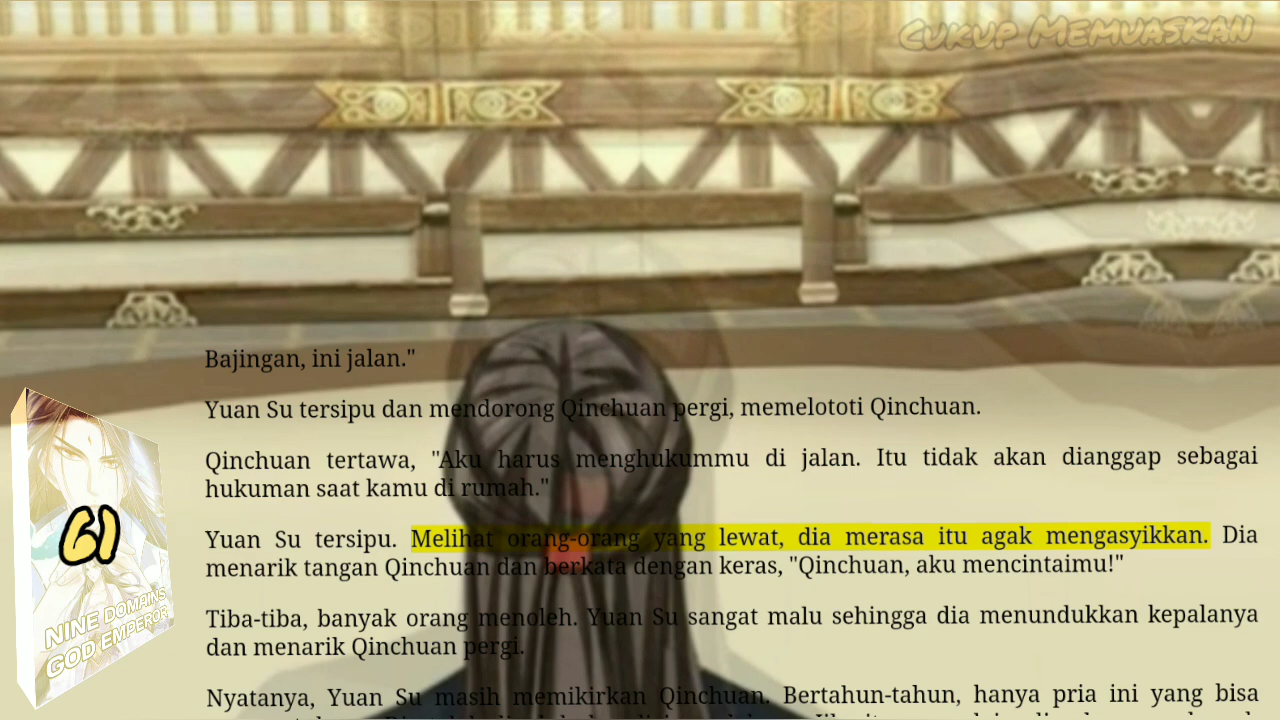 Cukup Memuaskan
Bajingan, ini jalan."
Yuan Su tersipu dan mendorong Qinchuan pergi, memelototi Qinchuan.
Qinchuan tertawa, "Aku harus menghukummu di jalan. Itu tidak akan dianggap sebagai
hukuman saat kamu di rumah."
Yuan Su tersipu. Melihat orang-orang yang lewat, dia merasa itu agak mengasyikkan. Dia
menarik tangan Qinchuan dan berkata dengan keras, "Qinchuan, aku mencintaimu!"
Tiba-tiba, banyak orang menoleh. Yuan Su sangat malu sehingga dia menundukkan kepalanya
dan menarik Qinchuan pergi.
Nyatanya, Yuan Su masih memikirkan Qinchuan. Bertahun-tahun, hanya pria ini yang bisa
61
NINE DOMAINS
GOD EMPEROR